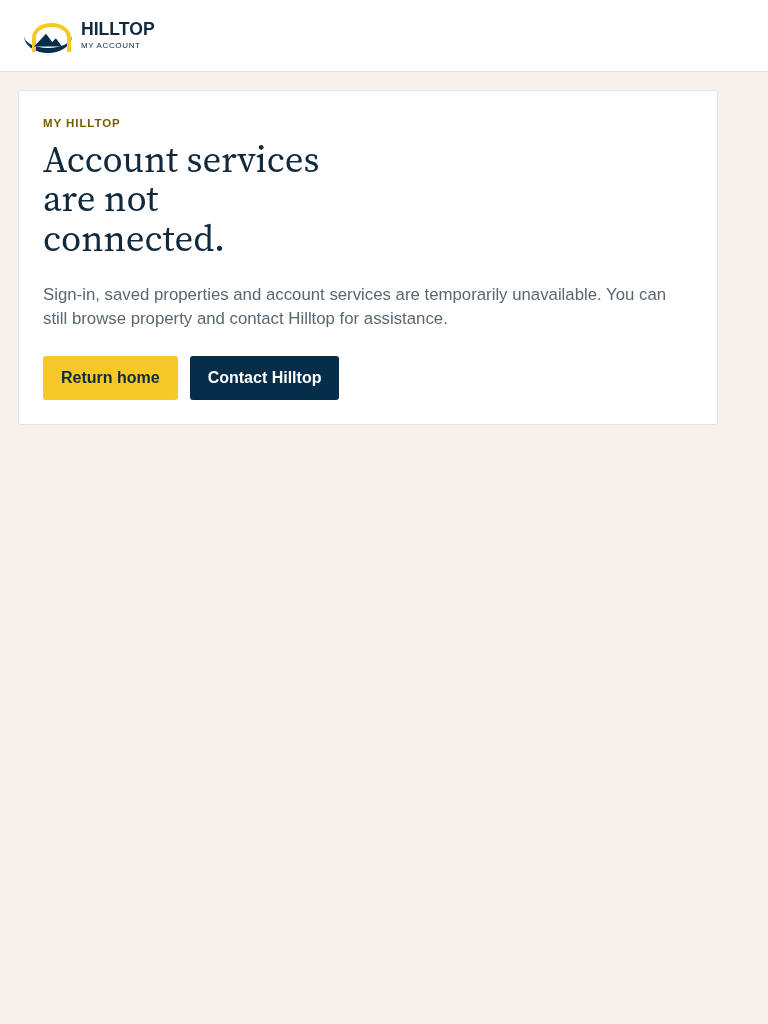 HILLTOP
MY ACCOUNT
MY HILLTOP
Account services
are not
connected.
Sign-in, saved properties and account services are temporarily unavailable. You can
still browse property and contact Hilltop for assistance.
Return home
Contact Hilltop